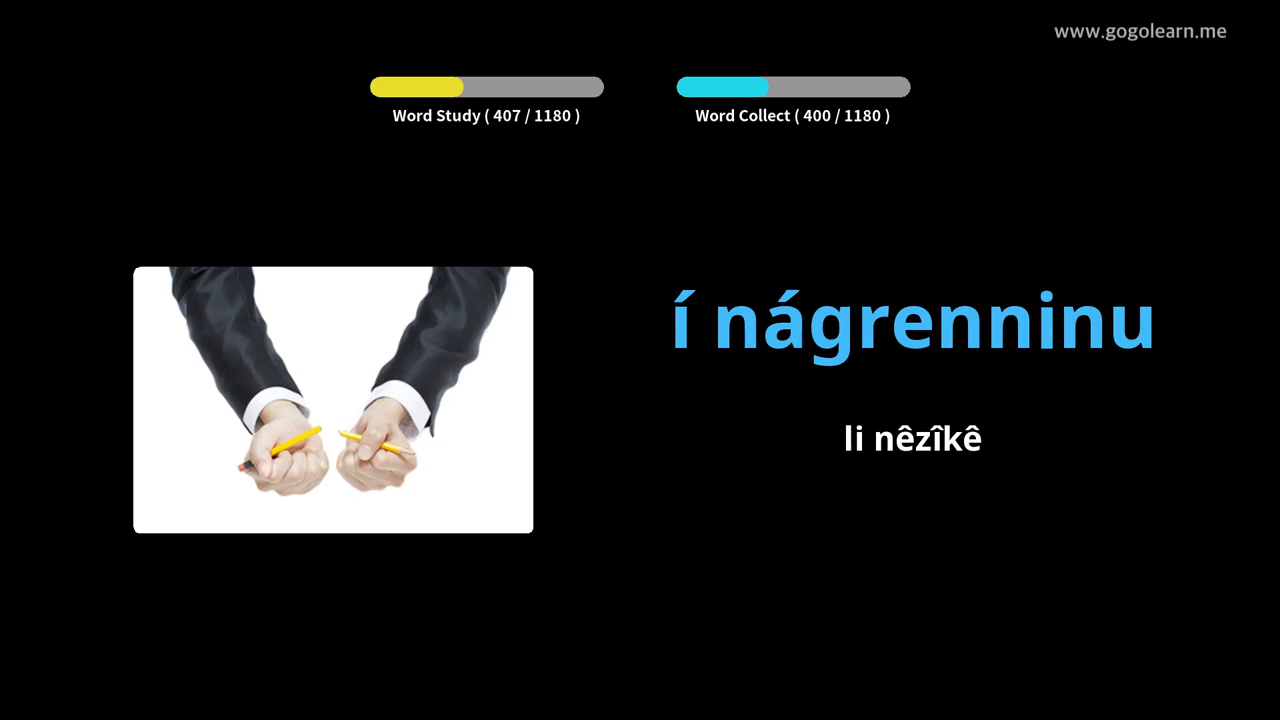 www.gogolearn.me
Word Study ( 407 / 1180 )
Word Collect ( 400 / 1180 )
í nágrenninu
li nêzîkê